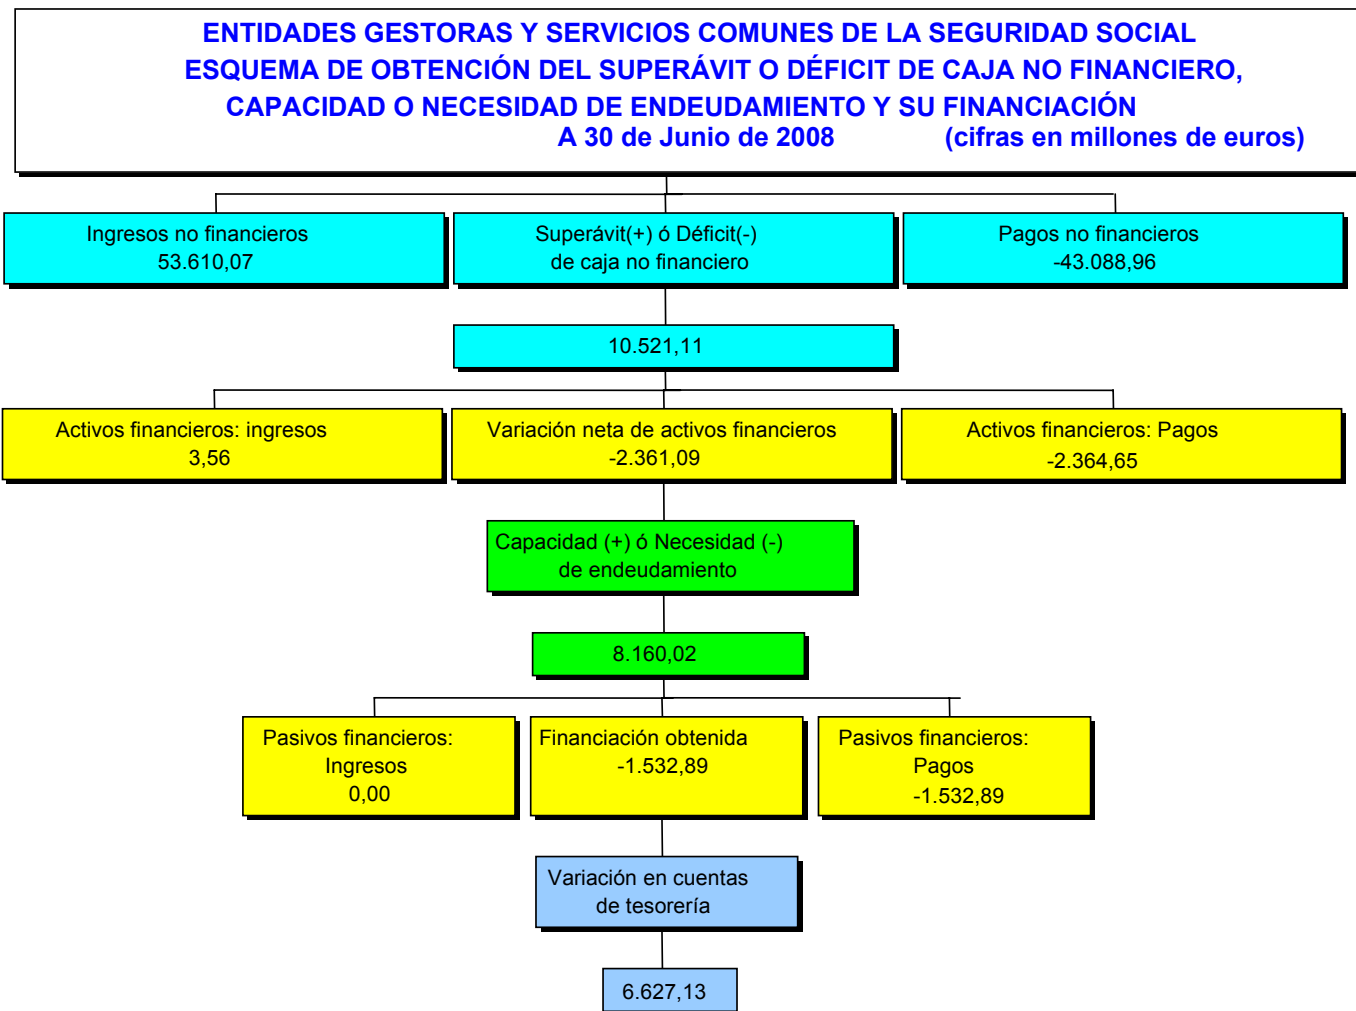 ENTIDADES GESTORAS Y SERVICIOS COMUNES DE LA SEGURIDAD SOCIAL
ESQUEMA DE OBTENCIÓN DEL SUPERÁVIT O DÉFICIT DE CAJA NO FINANCIERO,
CAPACIDAD O NECESIDAD DE ENDEUDAMIENTO Y SU FINANCIACIÓN
A 30 de Junio de 2008 (cifras en millones de euros)
Ingresos no financieros
53.610,07
Superávit(+) ó Déficit(-)
de caja no financiero
Pagos no financieros
-43.088,96
10.521,11
Activos financieros: ingresos
3,56
Variación neta de activos financieros
-2.361,09
Activos financieros: Pagos
-2.364,65
Capacidad (+) ó Necesidad (-)
de endeudamiento
8.160,02
Pasivos financieros:
Ingresos
0,00
Financiación obtenida
-1.532,89
Pasivos financieros:
Pagos
-1.532,89
Variación en cuentas
de tesorería
6.627,13